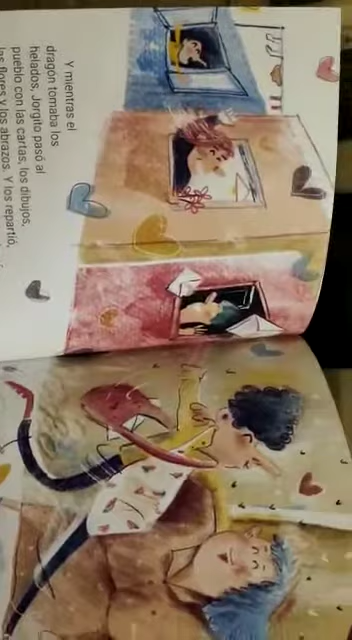 Y mientras el
dragón tomaba los
helados, Jorgito pasó al
pueblo con las cartas, los dibujos,
las flores y los abrazos. Y los repartió,